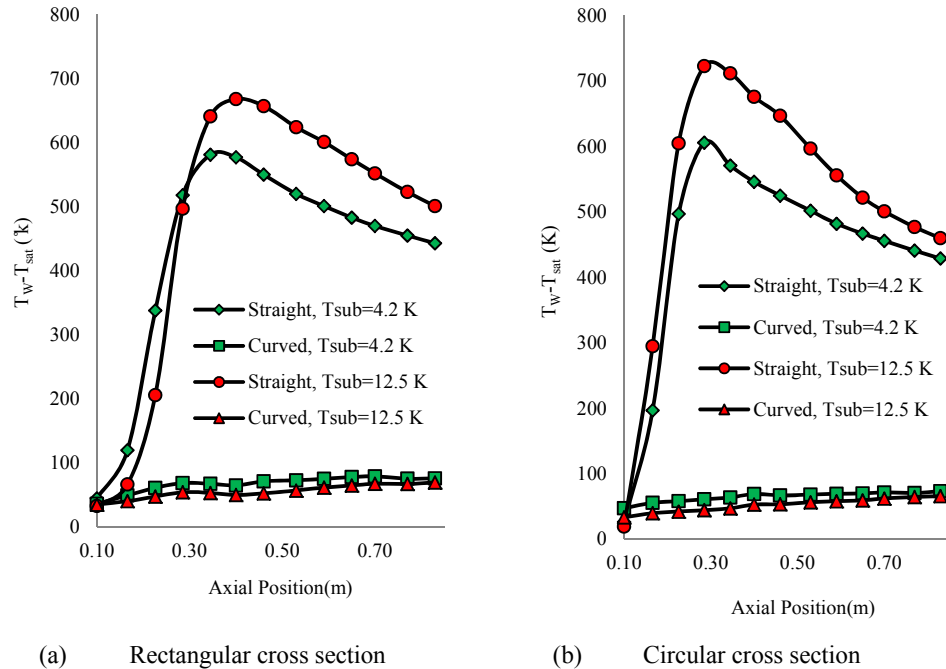 800
700
600
500
400
300
200
100
0
T_W-T_sat (̊k)
Straight, Tsub=4.2 K
Curved, Tsub=4.2 K
Straight, Tsub=12.5 K
Curved, Tsub=12.5 K
0.10 0.30 0.50 0.70
Axial Position(m)
(a) Rectangular cross section
800
700
600
500
400
300
200
100
0
T_W-T_sat (K)
Straight, Tsub=4.2 K
Curved, Tsub=4.2 K
Straight, Tsub=12.5 K
Curved, Tsub=12.5 K
0.10 0.30 0.50 0.70
Axial Position(m)
(b) Circular cross section